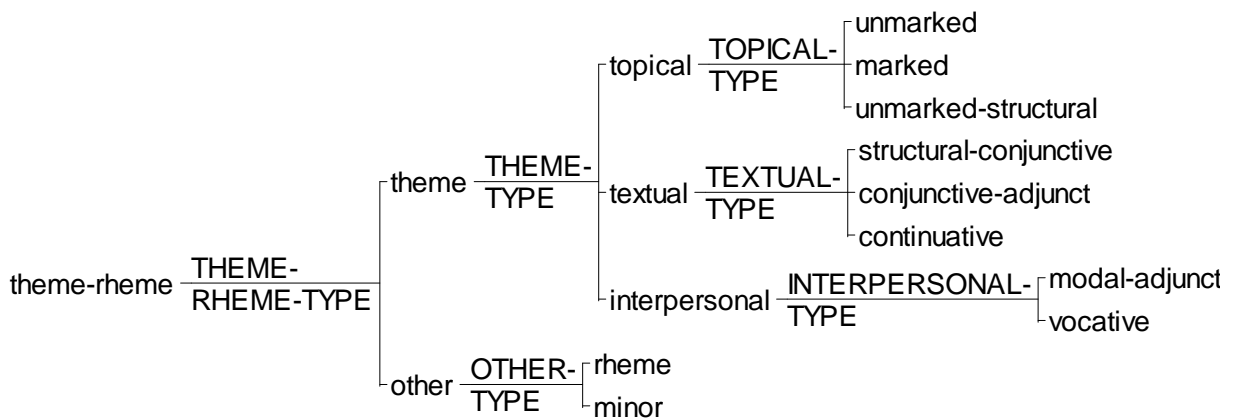 unmarked
topical TOPICAL-TYPE marked
unmarked-structural
structural-conjunctive
theme THEME-TYPE textual TEXTUAL-TYPE conjunctive-adjunct
continuative
theme-rheme THEME-RHEME-TYPE
interpersonal INTERPERSONAL-TYPE modal-adjunct
vocative
other OTHER-TYPE rheme
minor